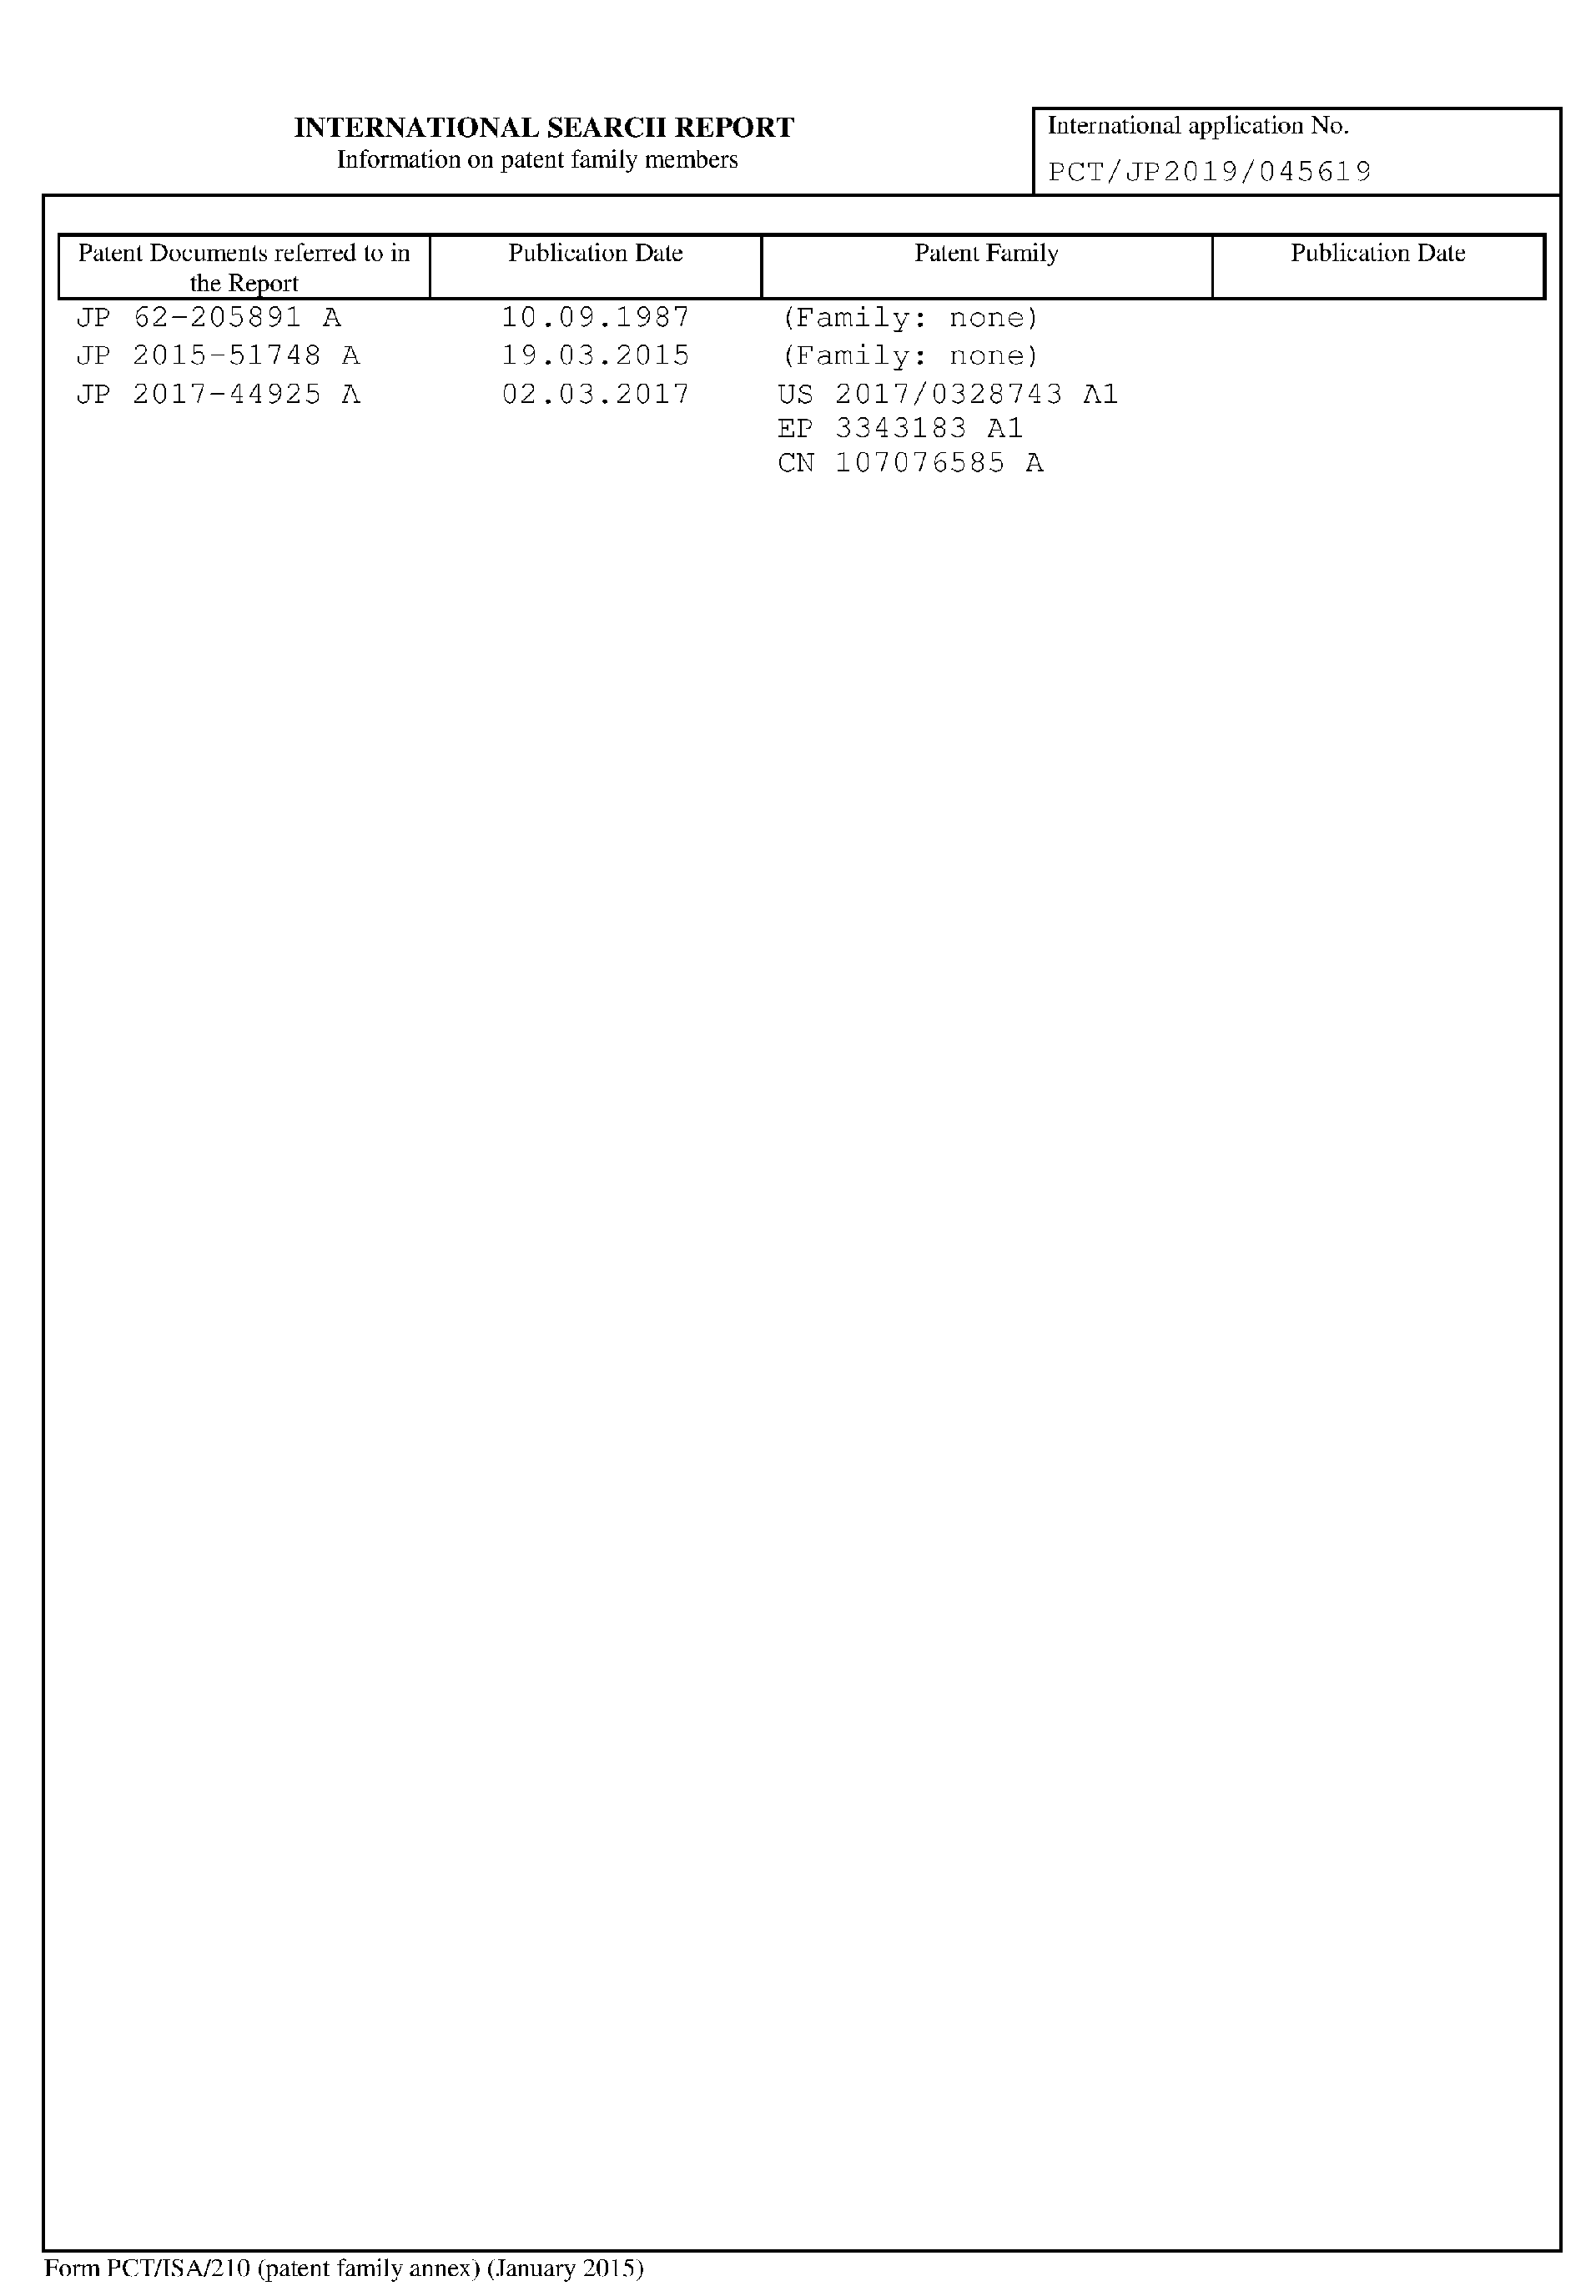 INTERNATIONAL SEARCH REPORT
Information on patent family members
International application No.
PCT/JP2019/045619
Patent Documents referred to in the Report Publication Date Patent Family Publication Date
JP 62-205891 A 10.09.1987 (Family: none)
JP 2015-51748 A 19.03.2015 (Family: none)
JP 2017-44925 A 02.03.2017 US 2017/0328743 A1
EP 3343183 A1
CN 107076585 A
Form PCT/ISA/210 (patent family annex) (January 2015)